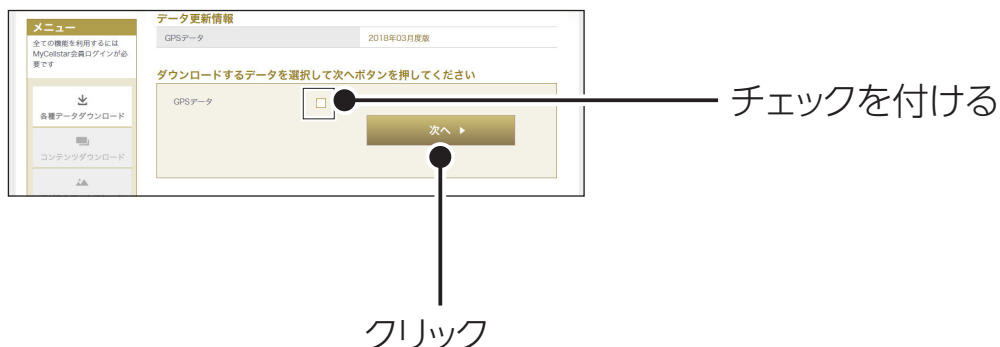 メニュー
全ての機能を利用するには
MyCellstar会員ログインが必
要です
各種データダウンロード
コンテンツダウンロード
データ更新情報
GPSデータ
2018年03月度版
ダウンロードするデータを選択して次へボタンを押してください
GPSデータ
次へ
チェックを付ける
クリック